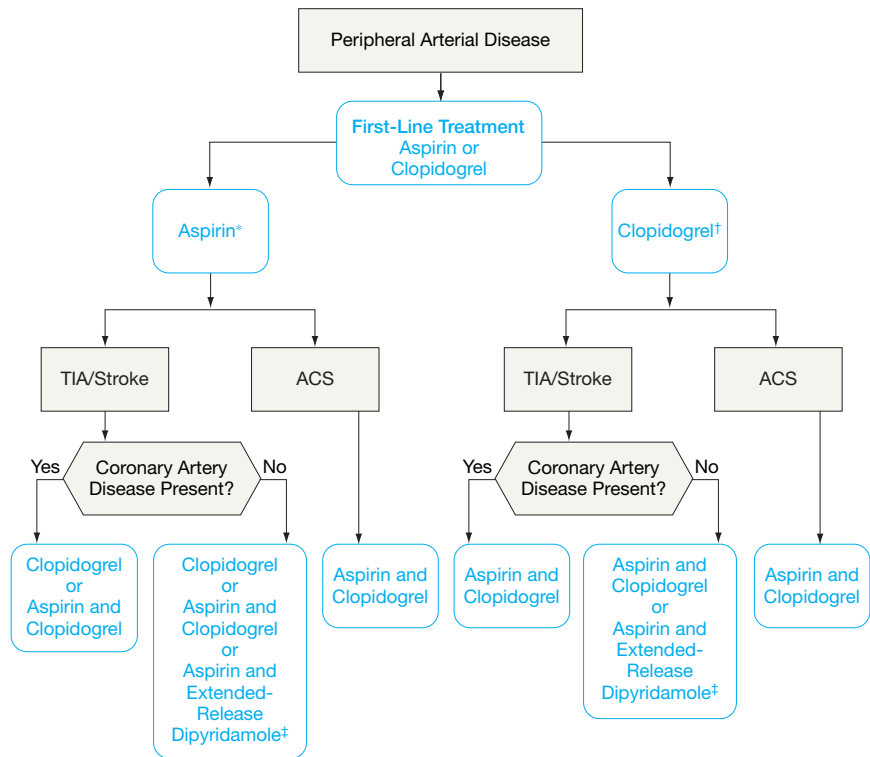 Peripheral Arterial Disease
First-Line Treatment
Aspirin or
Clopidogrel
Aspirin*
Clopidogrel†
TIA/Stroke
ACS
TIA/Stroke
ACS
Yes
Coronary Artery
Disease Present?
No
Yes
Coronary Artery
Disease Present?
No
Clopidogrel
or
Aspirin and
Clopidogrel
Clopidogrel
or
Aspirin and
Clopidogrel
or
Aspirin and
Extended-
Release
Dipyridamole‡
Aspirin and
Clopidogrel
Aspirin and
Clopidogrel
Aspirin and
Clopidogrel
or
Aspirin and
Extended-
Release
Dipyridamole‡
Aspirin and
Clopidogrel